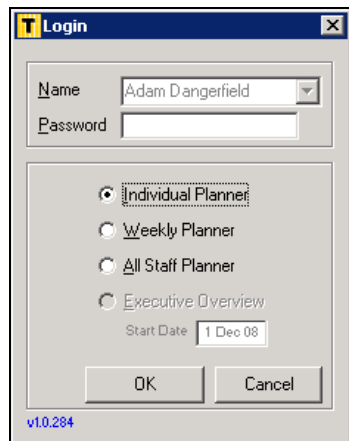 T Login
Name Adam Dangerfield
Password
Individual Planner
Weekly Planner
All Staff Planner
Executive Overview
Start Date 1 Dec 08
OK Cancel
v1.0.284